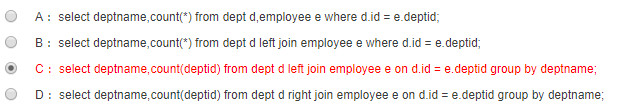 A： select deptname,count(*) from dept d,employee e where d.id = e.deptid;
B： select deptname,count(*) from dept d left join employee e where d.id = e.deptid;
C： select deptname,count(deptid) from dept d left join employee e on d.id = e.deptid group by deptname;
D： select deptname,count(deptid) from dept d right join employee e on d.id = e.deptid group by deptname;